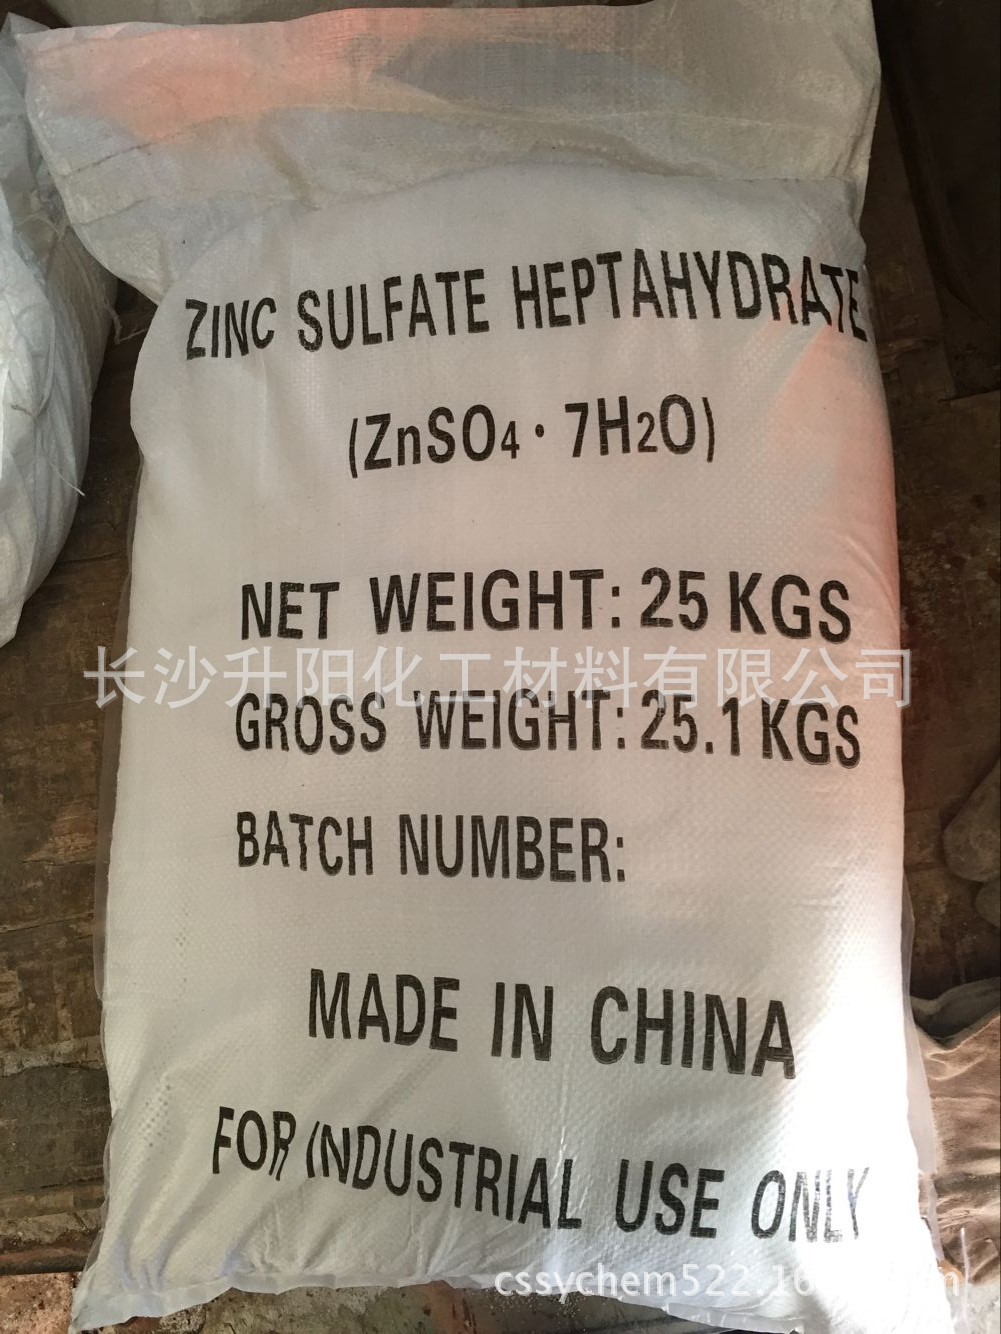 ZINC SULFATE HEPTAHYDRATE
(ZnSO4·7H2O)
NET WEIGHT: 25 KGS
长沙升阳化工材料有限公司
GROSS WEIGHT: 25.1 KGS
BATCH NUMBER:
MADE IN CHINA
FOR INDUSTRIAL USE ONLY